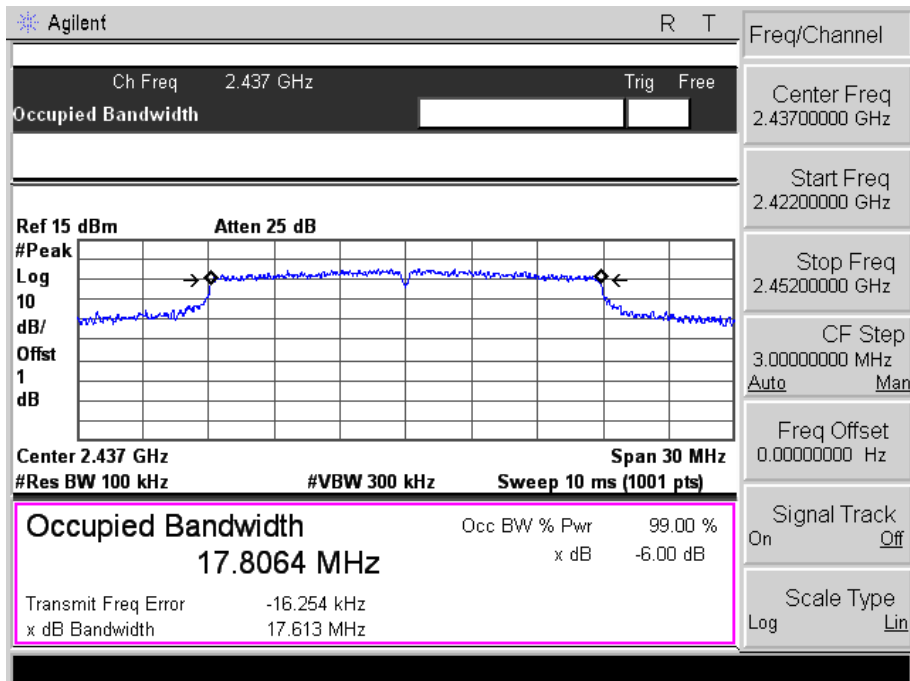 Agilent R T
Freq/Channel
Ch Freq 2.437 GHz Trig Free
Occupied Bandwidth
Center Freq
2.43700000 GHz
Start Freq
2.42200000 GHz
Stop Freq
2.45200000 GHz
CF Step
3.00000000 MHz
Auto Man
Freq Offset
0.00000000 Hz
Signal Track
On Off
Scale Type
Log Lin
Ref 15 dBm Atten 25 dB
#Peak
Log
10
dB/
Offst
1
dB
Center 2.437 GHz Span 30 MHz
#Res BW 100 kHz #VBW 300 kHz Sweep 10 ms (1001 pts)
Occupied Bandwidth Occ BW % Pwr 99.00 %
17.8064 MHz x dB -6.00 dB
Transmit Freq Error -16.254 kHz
x dB Bandwidth 17.613 MHz